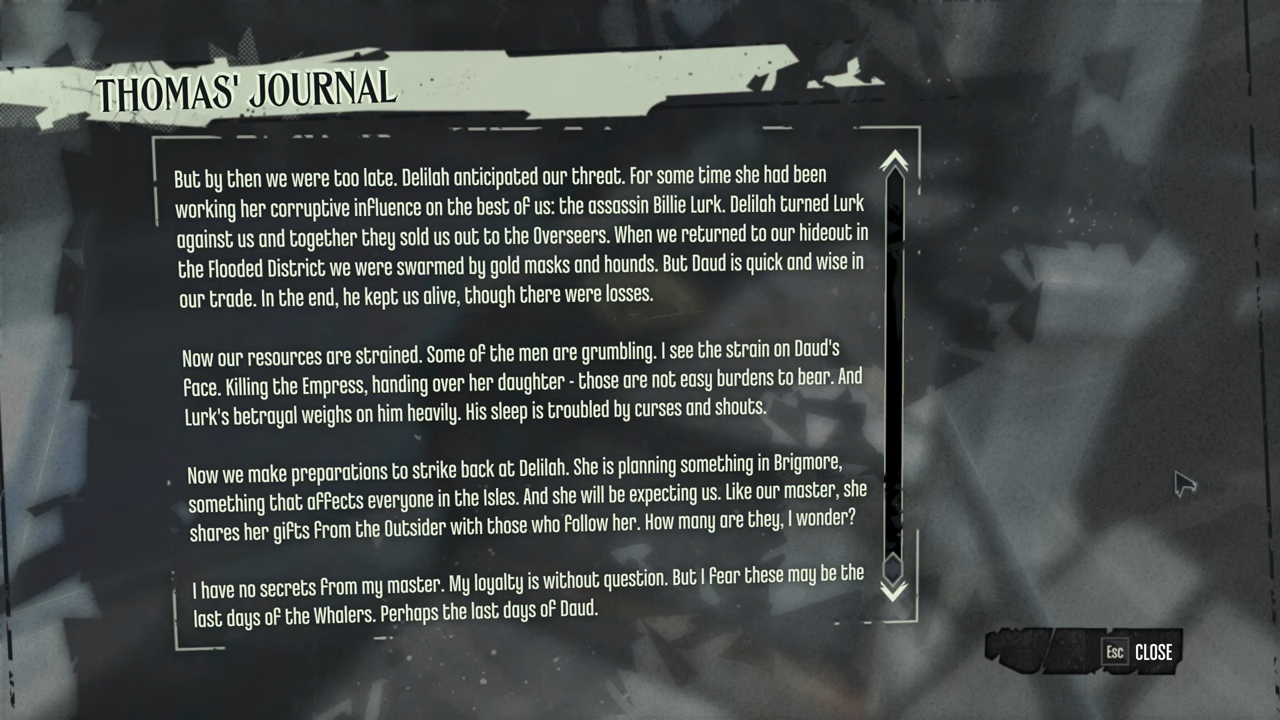 THOMAS' JOURNAL
But by then we were too late. Delilah anticipated our threat. For some time she had been
working her corruptive influence on the best of us: the assassin Billie Lurk. Delilah turned Lurk
against us and together they sold us out to the Overseers. When we returned to our hideout in
the Flooded District we were swarmed by gold masks and hounds. But Daud is quick and wise in
our trade. In the end, he kept us alive, though there were losses.
Now our resources are strained. Some of the men are grumbling. I see the strain on Daud's
face. Killing the Empress, handing over her daughter - those are not easy burdens to bear. And
Lurk's betrayal weighs on him heavily. His sleep is troubled by curses and shouts.
Now we make preparations to strike back at Delilah. She is planning something in Brigmore,
something that affects everyone in the Isles. And she will be expecting us. Like our master, she
shares her gifts from the Outsider with those who follow her. How many are they, I wonder?
I have no secrets from my master. My loyalty is without question. But I fear these may be the
last days of the Whalers. Perhaps the last days of Daud.
Esc CLOSE